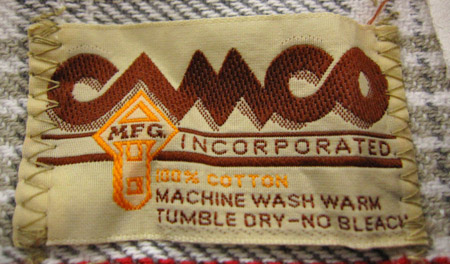 CAMCO
MFG.
INCORPORATED.
100% COTTON
MACHINE WASH WARM
TUMBLE DRY-NO BLEACH